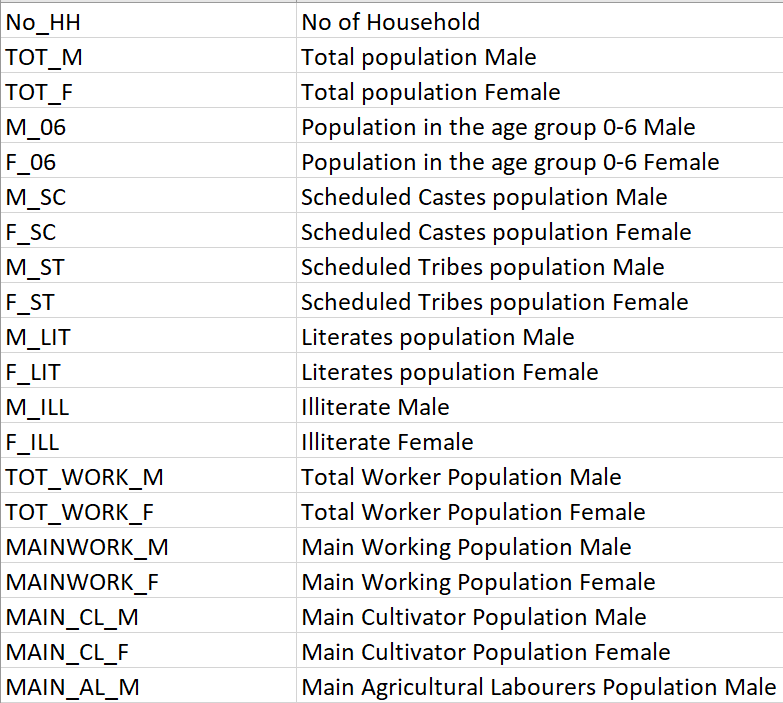 No_HH No of Household
TOT_M Total population Male
TOT_F Total population Female
M_06 Population in the age group 0-6 Male
F_06 Population in the age group 0-6 Female
M_SC Scheduled Castes population Male
F_SC Scheduled Castes population Female
M_ST Scheduled Tribes population Male
F_ST Scheduled Tribes population Female
M_LIT Literates population Male
F_LIT Literates population Female
M_ILL Illiterate Male
F_ILL Illiterate Female
TOT_WORK_M Total Worker Population Male
TOT_WORK_F Total Worker Population Female
MAINWORK_M Main Working Population Male
MAINWORK_F Main Working Population Female
MAIN_CL_M Main Cultivator Population Male
MAIN_CL_F Main Cultivator Population Female
MAIN_AL_M Main Agricultural Labourers Population Male